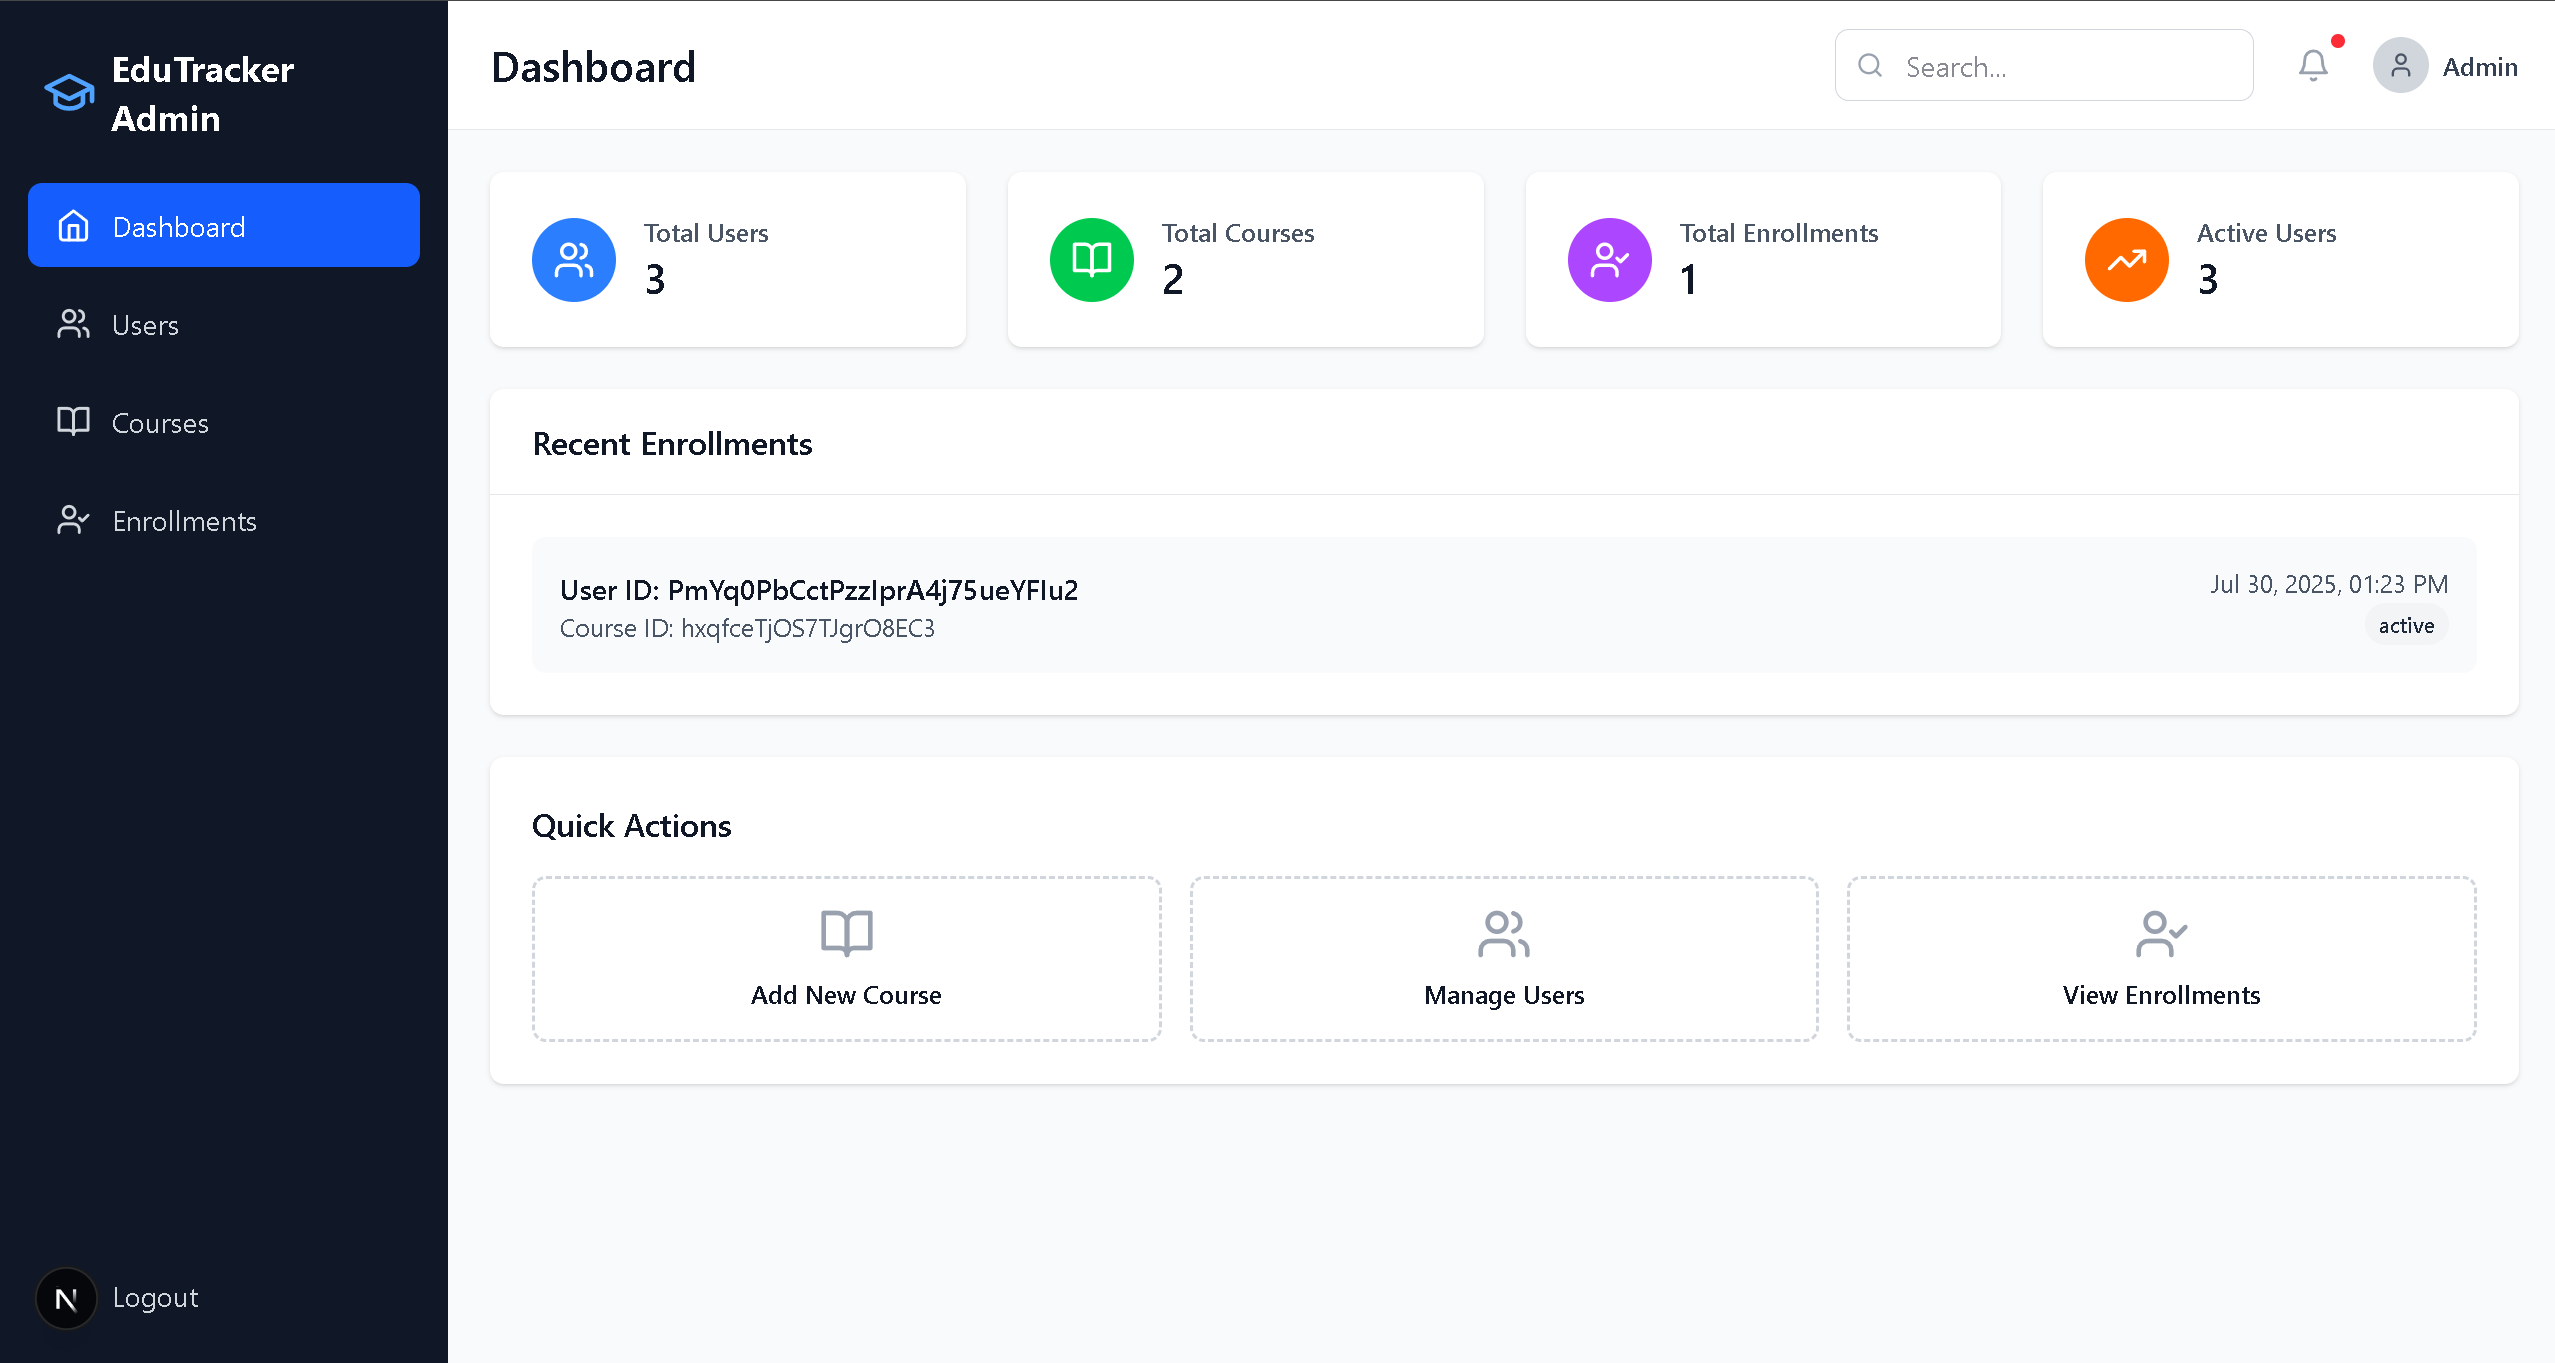 EduTracker
Admin
Dashboard
Users
Courses
Enrollments
N
Logout
Dashboard
Search...
Admin
Total Users
3
Total Courses
2
Total Enrollments
1
Active Users
3
Recent Enrollments
User ID: PmYq0PbCctPzzlprA4j75ueYFlu2
Course ID: hxqfceTjOS7TJgrO8EC3
Jul 30, 2025, 01:23 PM
active
Quick Actions
Add New Course
Manage Users
View Enrollments